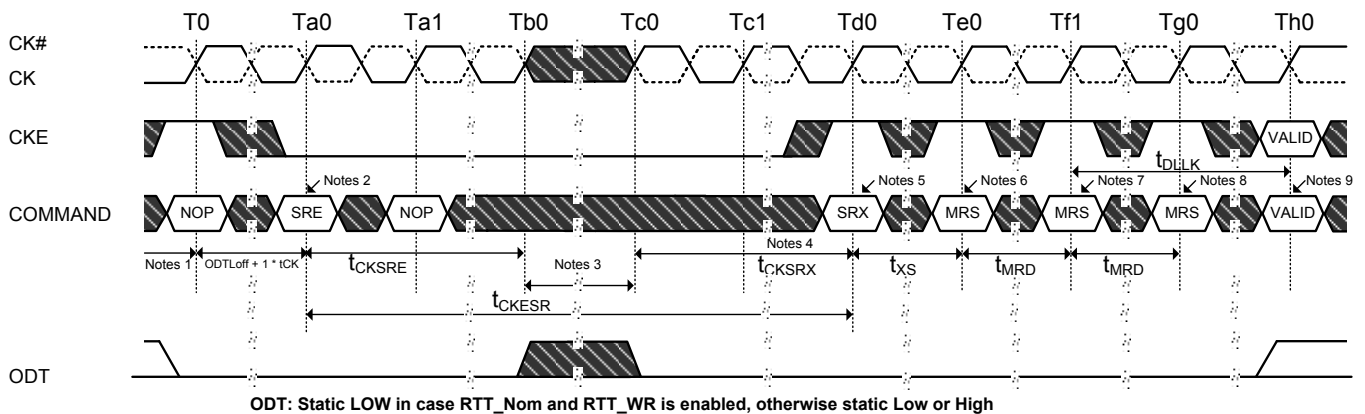 T0 Ta0 Ta1 Tb0 Tc0 Tc1 Td0 Te0 Tf1 Tg0 Th0
CK#
CK
CKE VALID
tDLLK
Notes 2 Notes 5 Notes 6 Notes 7 Notes 8 Notes 9
COMMAND NOP SRE NOP SRX MRS MRS MRS VALID
Notes 1 ODTLoff + 1 * tCK tCKSRE Notes 3 Notes 4 tCKSRX tXS tMRD tMRD
tCKESR
ODT
ODT: Static LOW in case RTT_Nom and RTT_WR is enabled, otherwise static Low or High